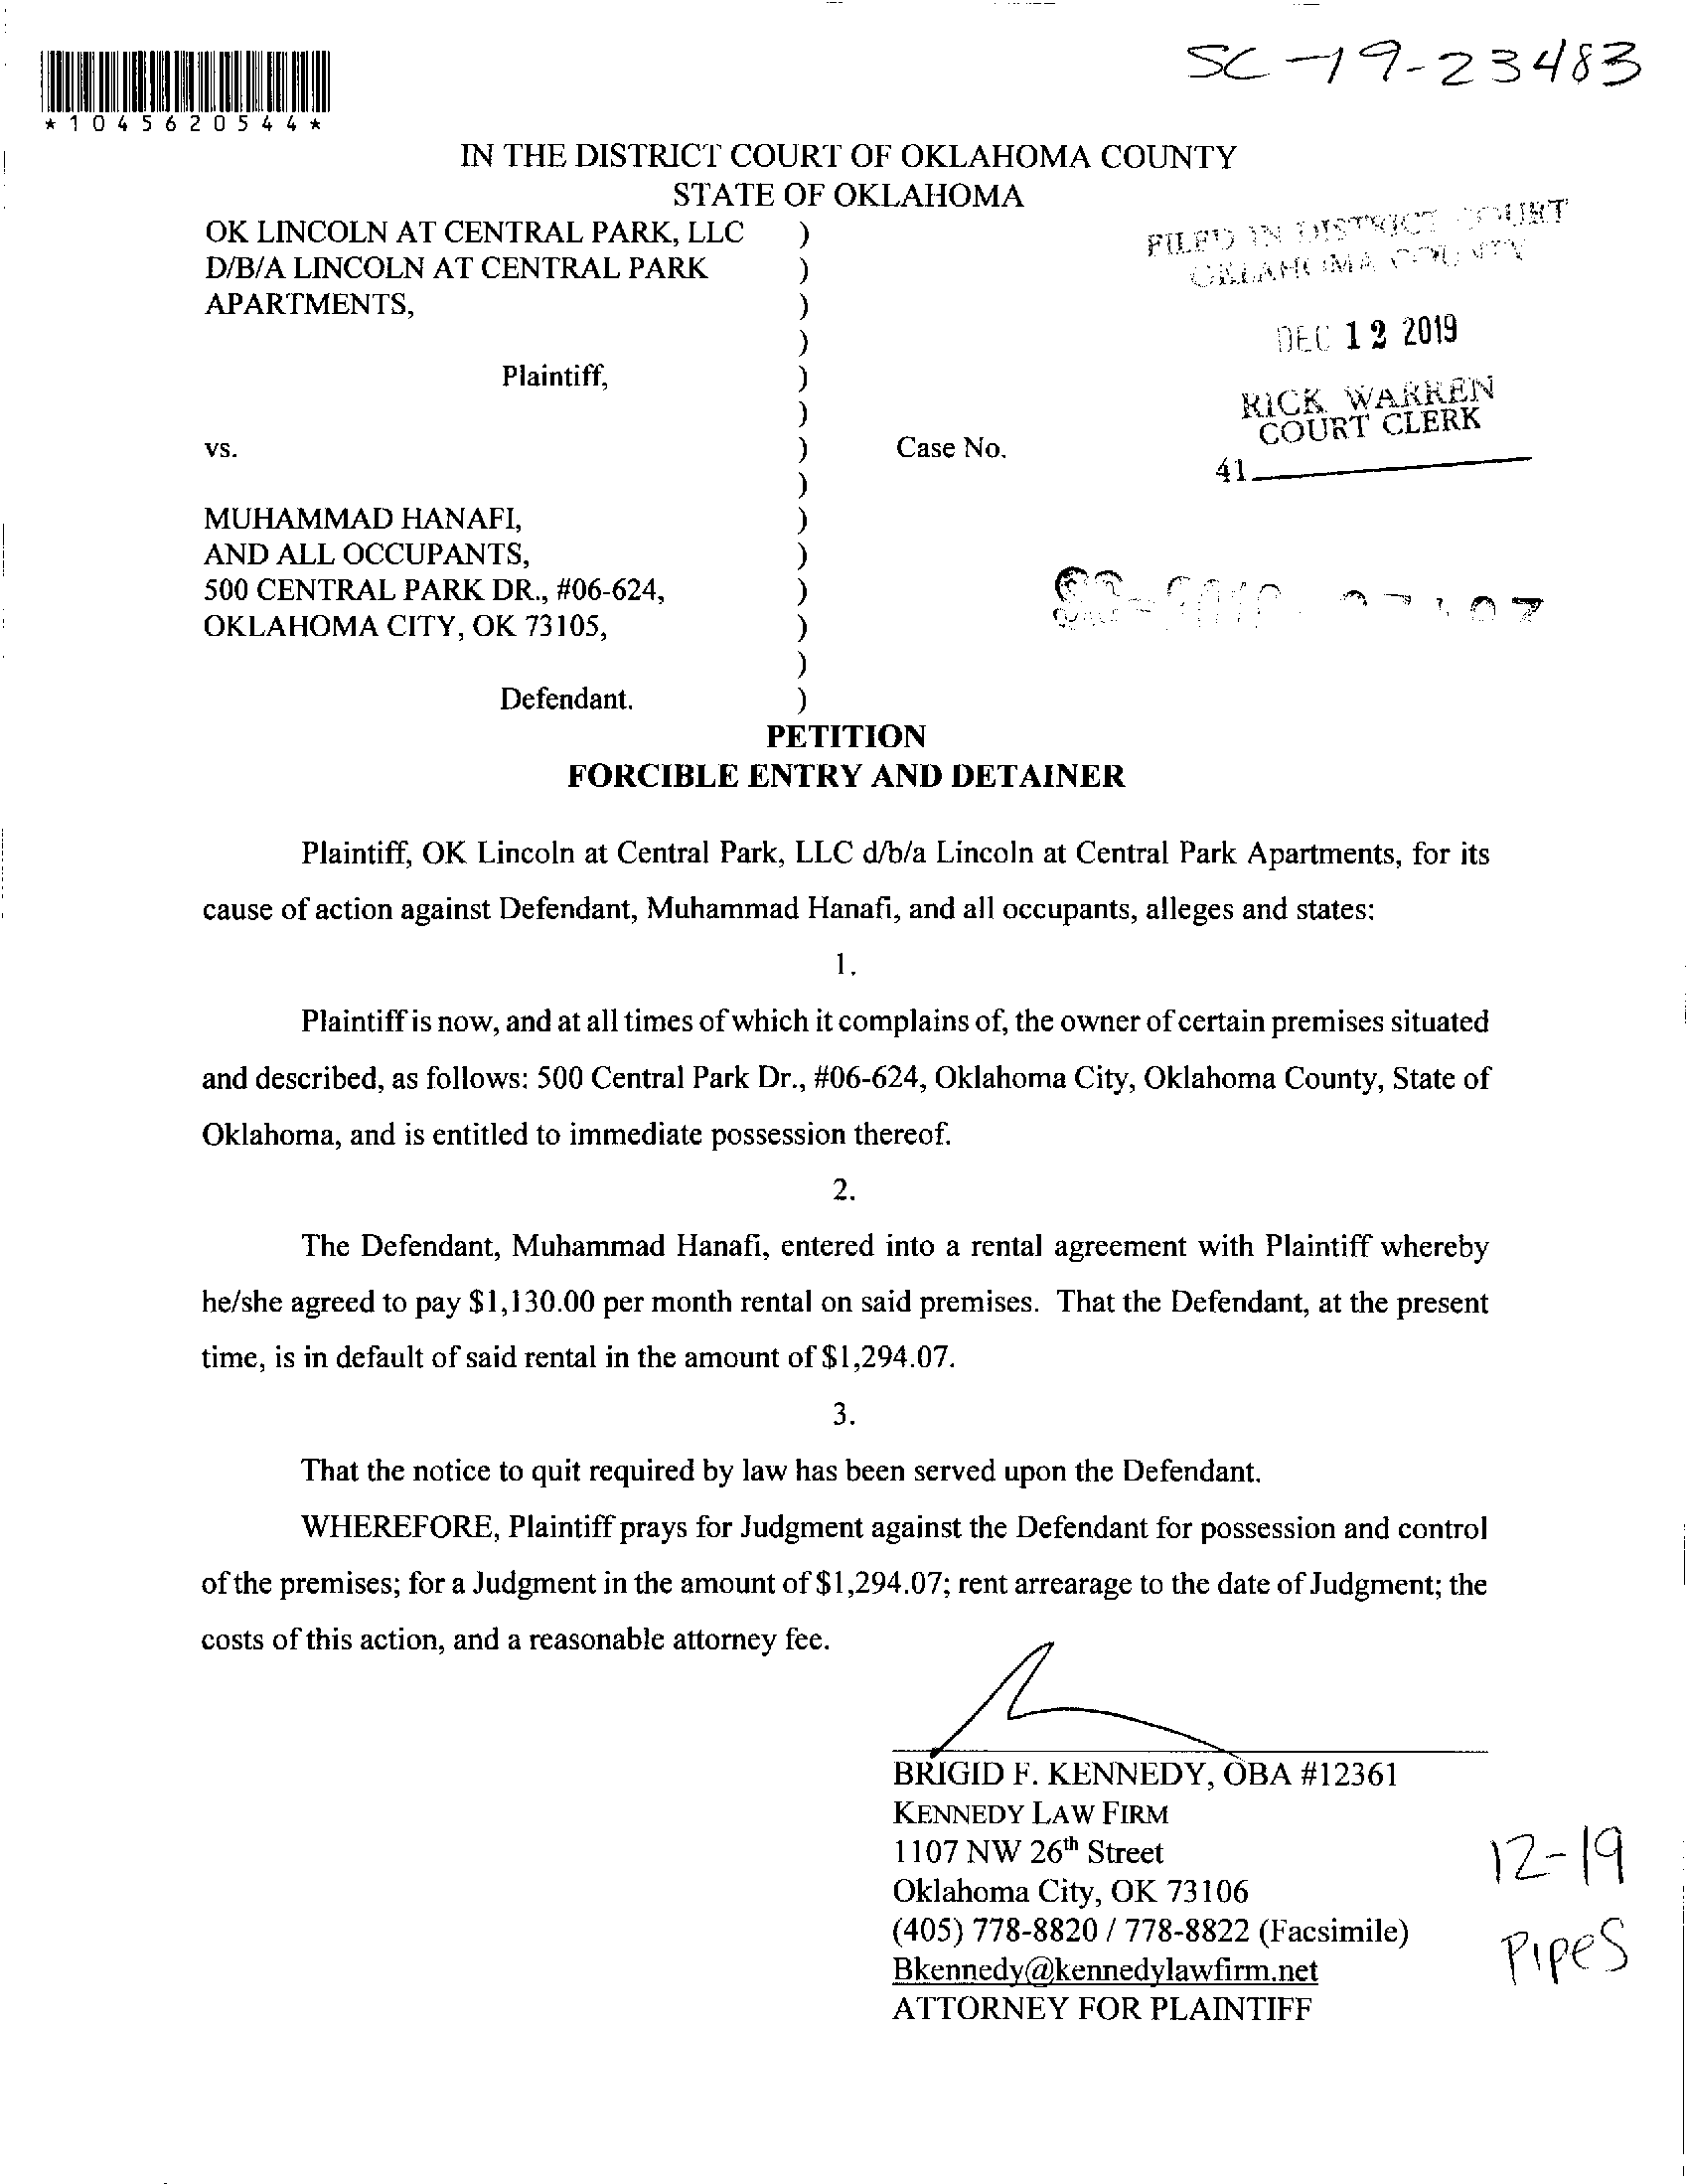 SC-19-23483
*1045620544*
IN THE DISTRICT COURT OF OKLAHOMA COUNTY
STATE OF OKLAHOMA
OK LINCOLN AT CENTRAL PARK, LLC )
D/B/A LINCOLN AT CENTRAL PARK )
APARTMENTS, )
)
Plaintiff, )
)
vs. ) Case No.
)
MUHAMMAD HANAFI, )
AND ALL OCCUPANTS, )
500 CENTRAL PARK DR., #06-624, )
OKLAHOMA CITY, OK 73105, )
)
Defendant. )
FILED IN DISTRICT COURT
OKLAHOMA COUNTY
DEC 12 2019
RICK WARREN
COURT CLERK
41
PETITION
FORCIBLE ENTRY AND DETAINER
Plaintiff, OK Lincoln at Central Park, LLC d/b/a Lincoln at Central Park Apartments, for its
cause of action against Defendant, Muhammad Hanafi, and all occupants, alleges and states:
1.
Plaintiff is now, and at all times of which it complains of, the owner of certain premises situated
and described, as follows: 500 Central Park Dr., #06-624, Oklahoma City, Oklahoma County, State of
Oklahoma, and is entitled to immediate possession thereof.
2.
The Defendant, Muhammad Hanafi, entered into a rental agreement with Plaintiff whereby
he/she agreed to pay $1,130.00 per month rental on said premises. That the Defendant, at the present
time, is in default of said rental in the amount of $1,294.07.
3.
That the notice to quit required by law has been served upon the Defendant.
WHEREFORE, Plaintiff prays for Judgment against the Defendant for possession and control
of the premises; for a Judgment in the amount of $1,294.07; rent arrearage to the date of Judgment; the
costs of this action, and a reasonable attorney fee.
BRIGID F. KENNEDY, OBA #12361
KENNEDY LAW FIRM
1107 NW 26th Street
Oklahoma City, OK 73106
(405) 778-8820 / 778-8822 (Facsimile)
Bkennedy@kennedylawfirm.net
ATTORNEY FOR PLAINTIFF
12-19
Pipes